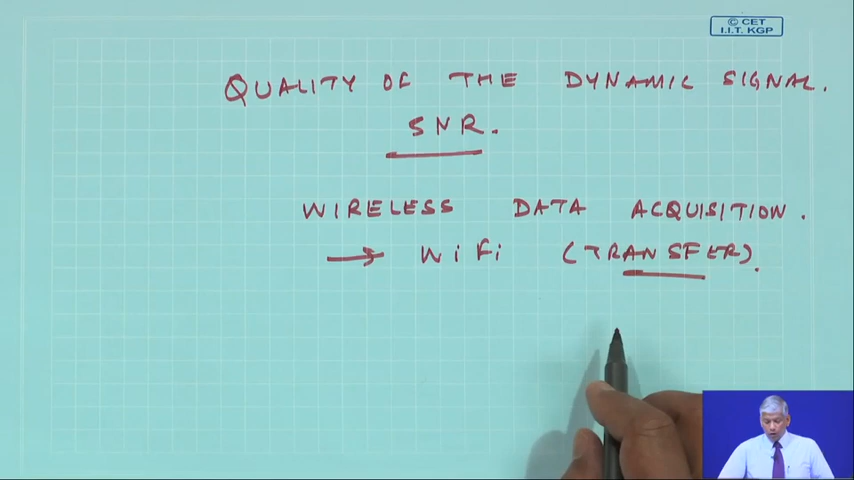 © CET
I.I.T. KGP
QUALITY OF THE DYNAMIC SIGNAL.
SNR.
WIRELESS DATA ACQUISITION.
→ WiFi (TRANSFER).